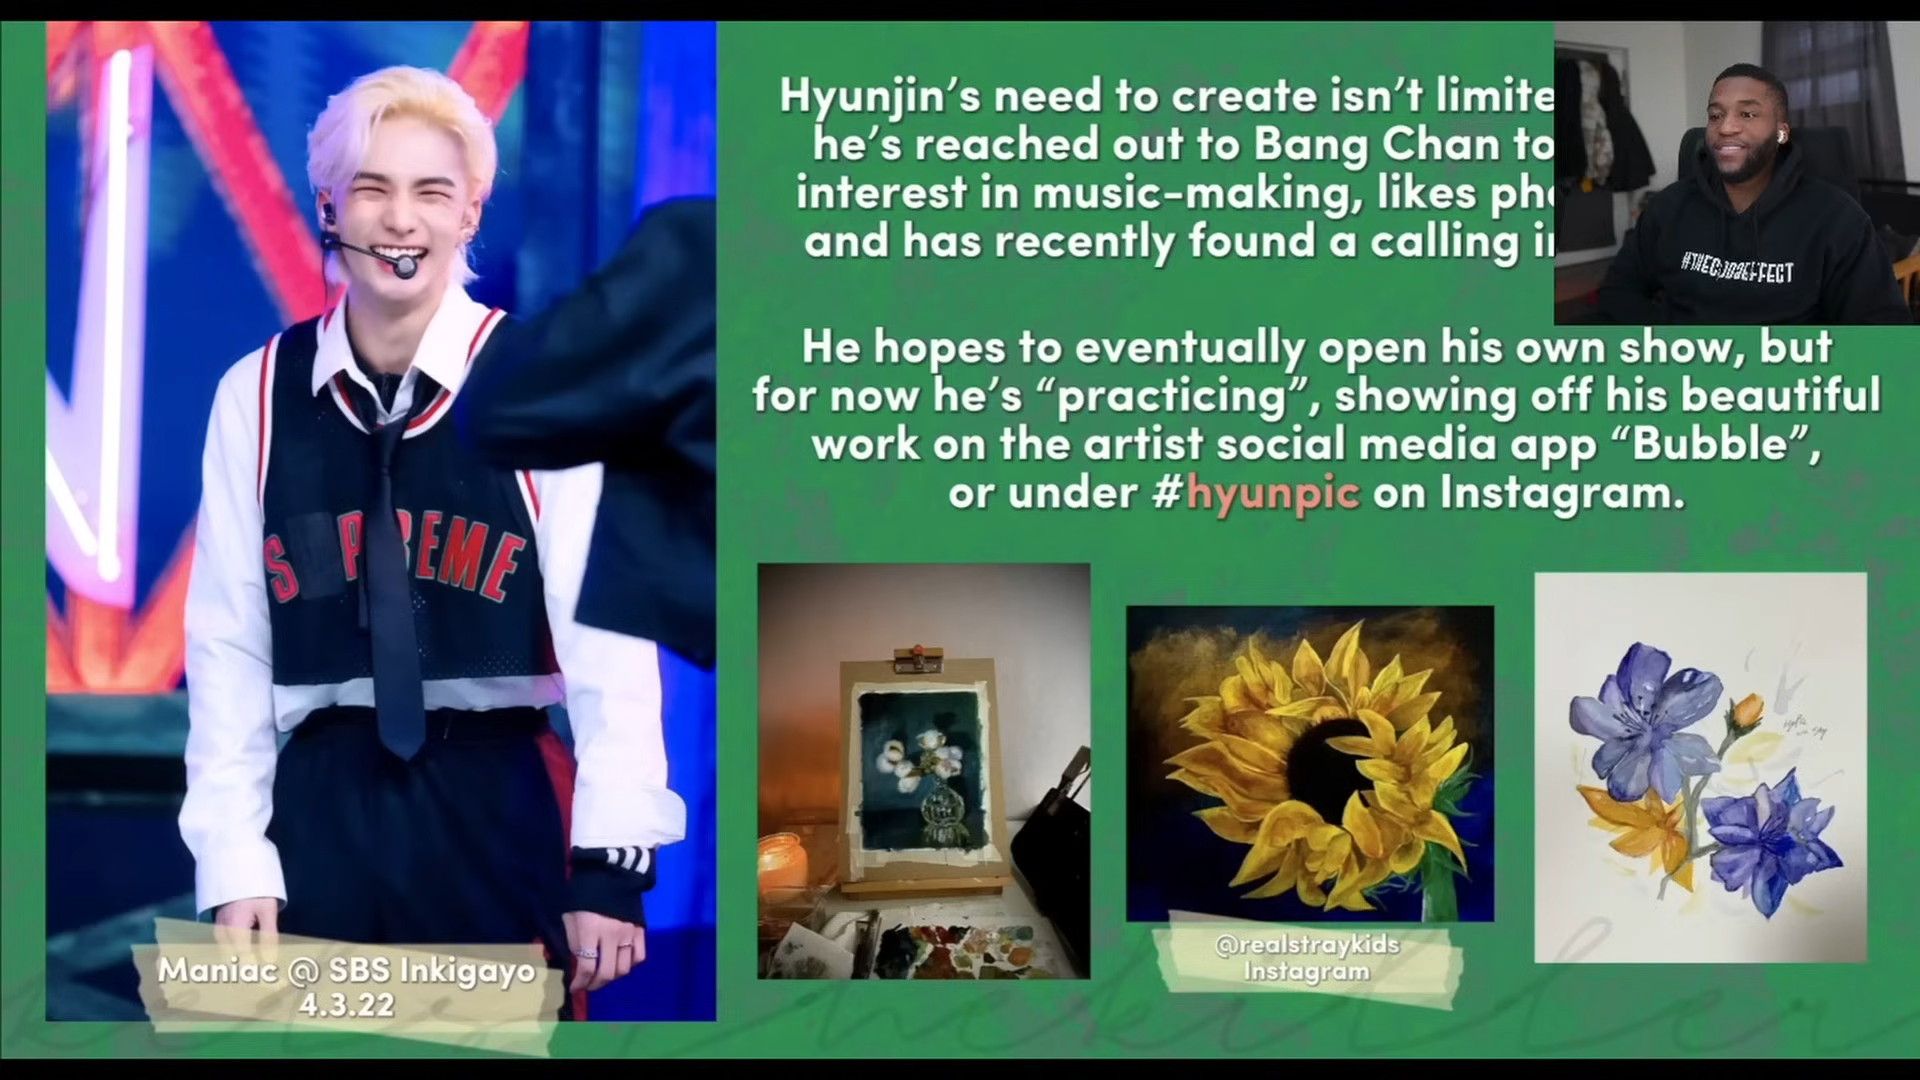 Hyunjin’s need to create isn’t limite
he’s reached out to Bang Chan to
interest in music-making, likes pho
and has recently found a calling in
#THECODAEFFECT
He hopes to eventually open his own show, but
for now he’s “practicing”, showing off his beautiful
work on the artist social media app “Bubble”,
or under #hyunpic on Instagram.
S PREME
Maniac @ SBS Inkigayo
4.3.22
@realstraykids
Instagram